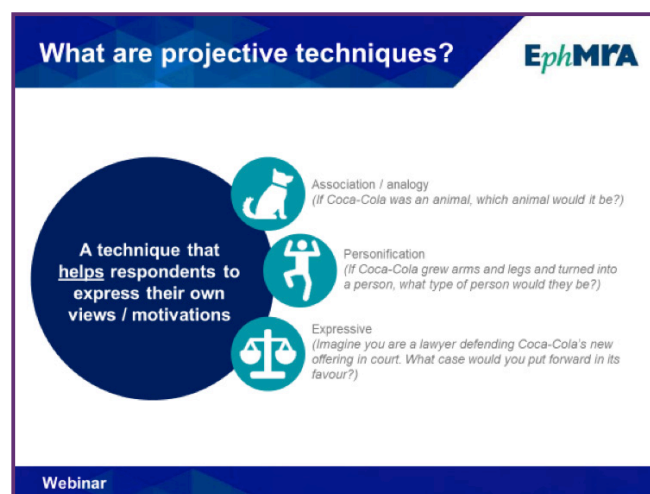 What are projective techniques?
EphMRA
Association / analogy
(If Coca-Cola was an animal, which animal would it be?)
A technique that
helps respondents to
express their own
views / motivations
Personification
(If Coca-Cola grew arms and legs and turned into
a person, what type of person would they be?)
Expressive
(Imagine you are a lawyer defending Coca-Cola's new
offering in court. What case would you put forward in its
favour?)
Webinar